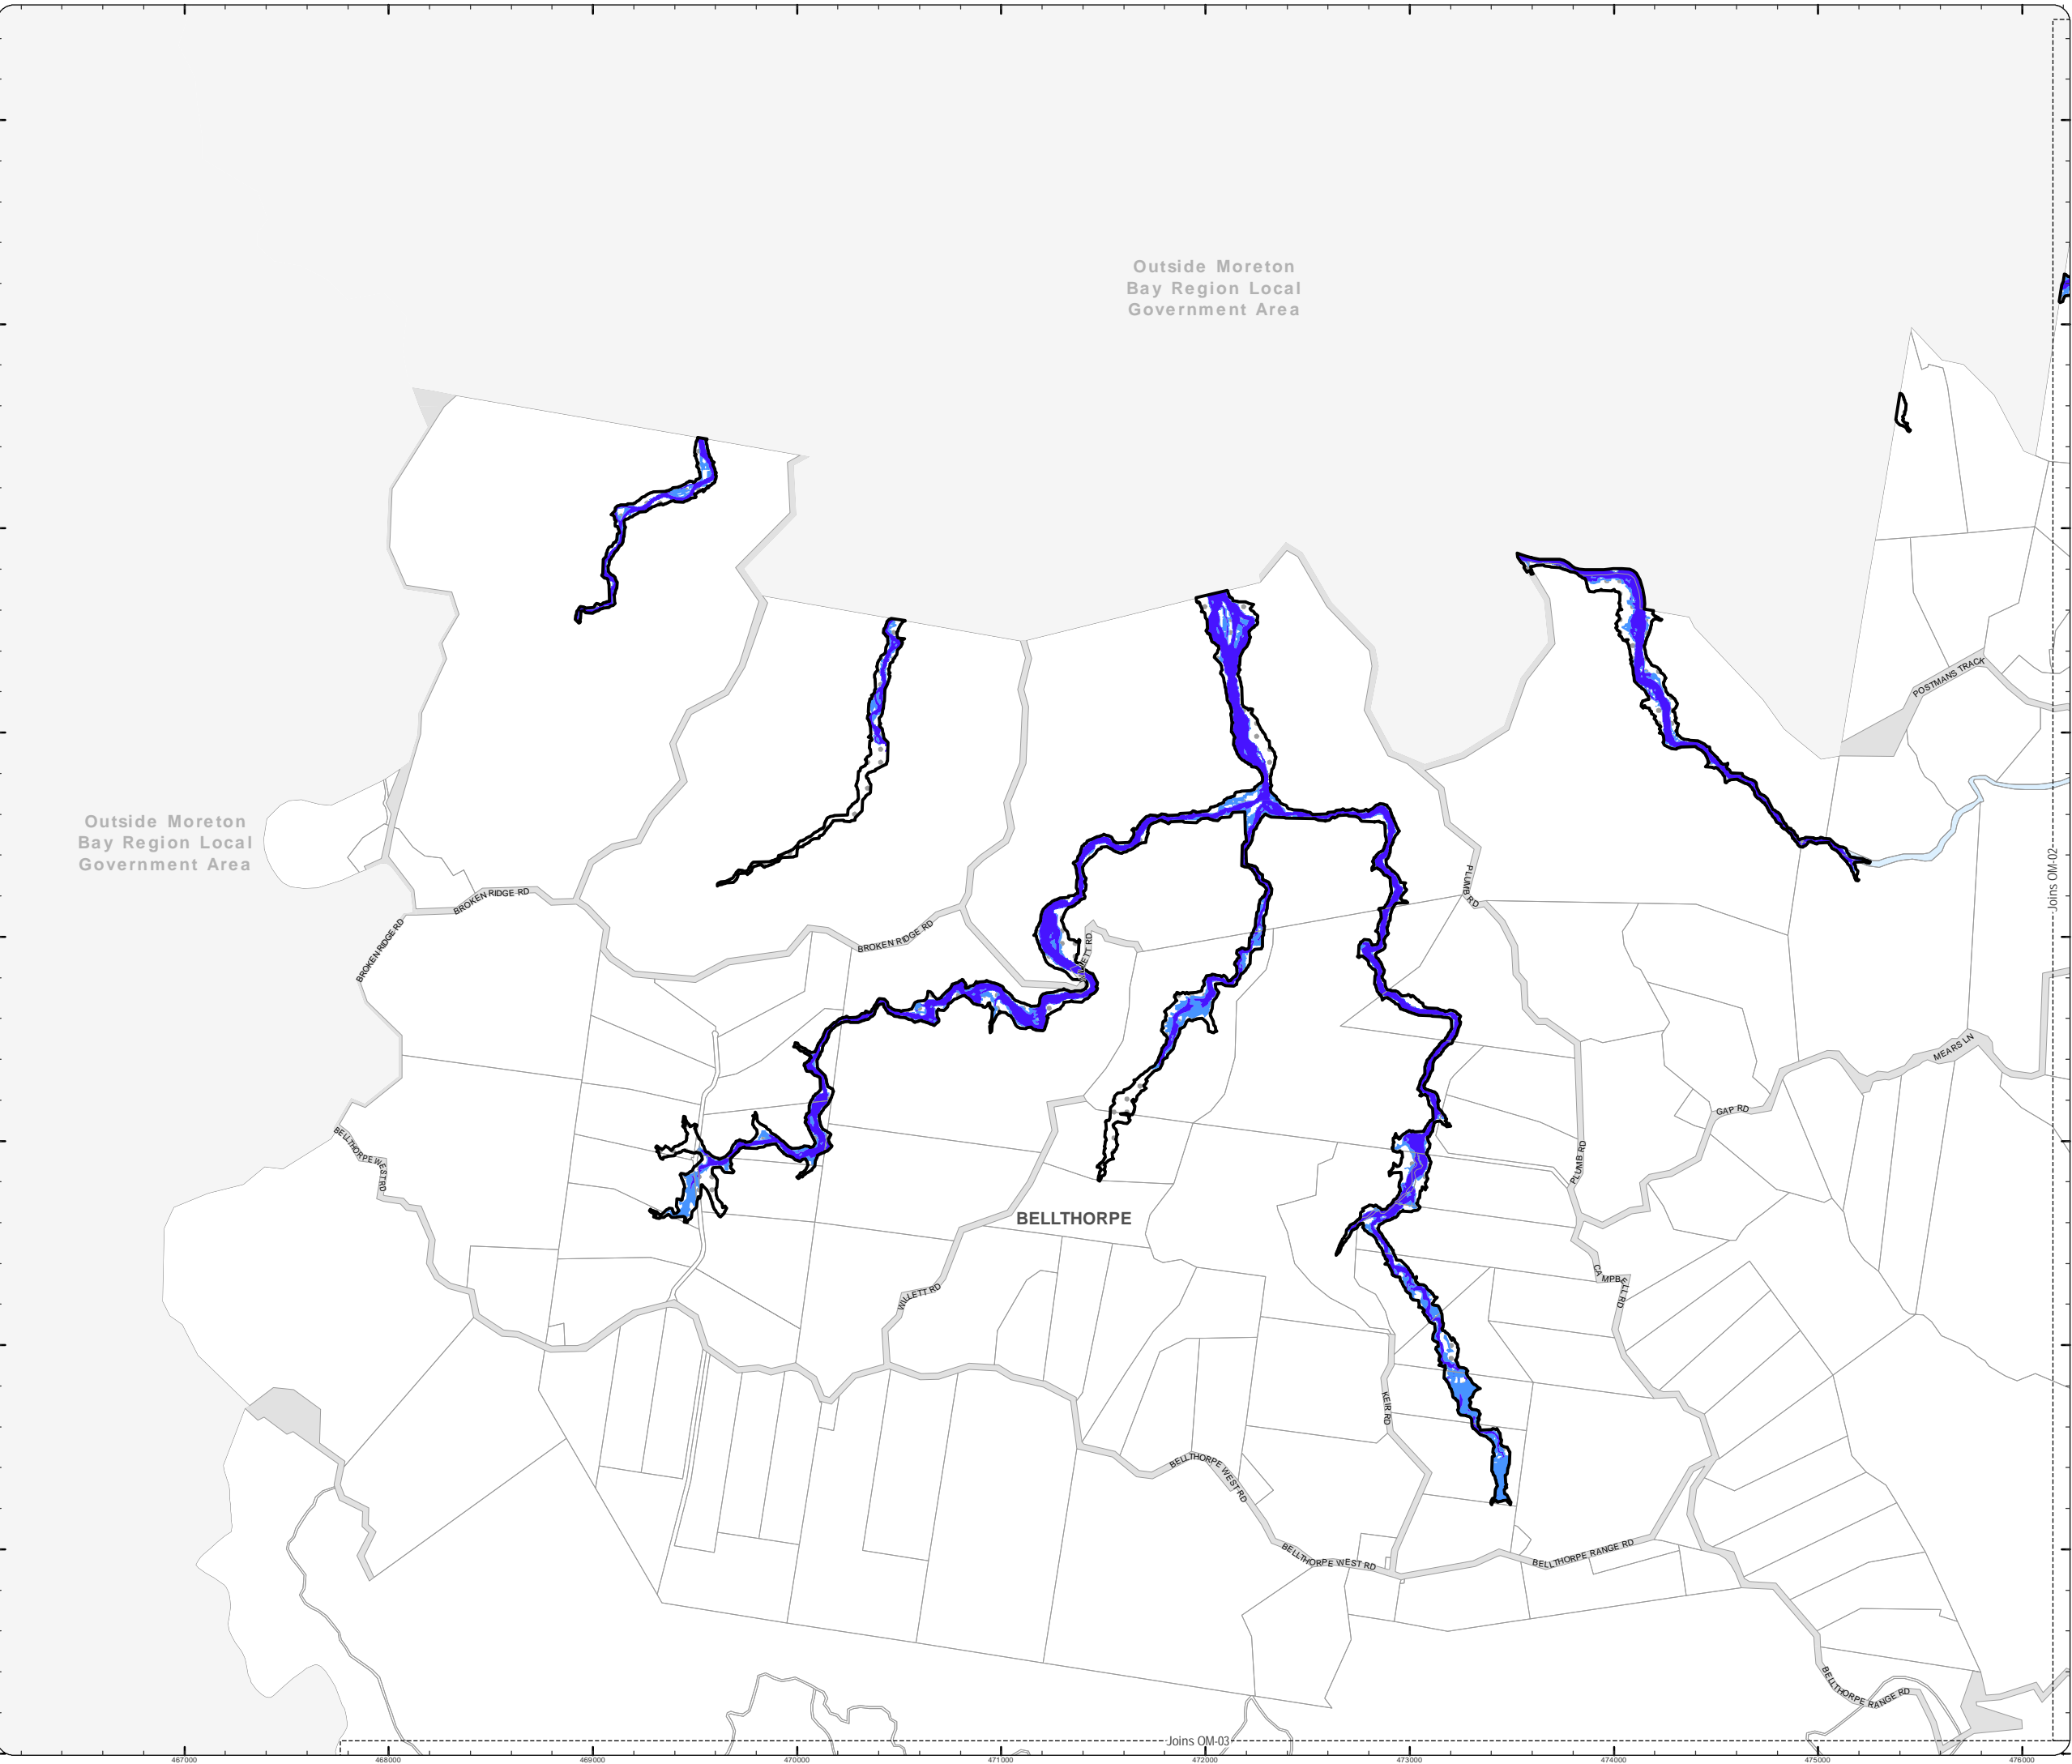 Outside Moreton
Bay Region Local
Government Area
POSTMANS TRACK
Outside Moreton
Bay Region Local
Government Area
Joins OM-02
PLUMB RD
BROKEN RIDGE RD
BROKEN RIDGE RD
BROKEN RIDGE RD
WILLETT RD
MEARS LN
GAP RD
BELLTHORPE WEST RD
PLUMB RD
BELLTHORPE
CAMPBELL RD
WILLETT RD
KEIR RD
BELLTHORPE WEST RD
BELLTHORPE WEST RD
BELLTHORPE RANGE RD
BELLTHORPE RANGE RD
Joins OM-03
467000 468000 469000 470000 471000 472000 473000 474000 475000 476000